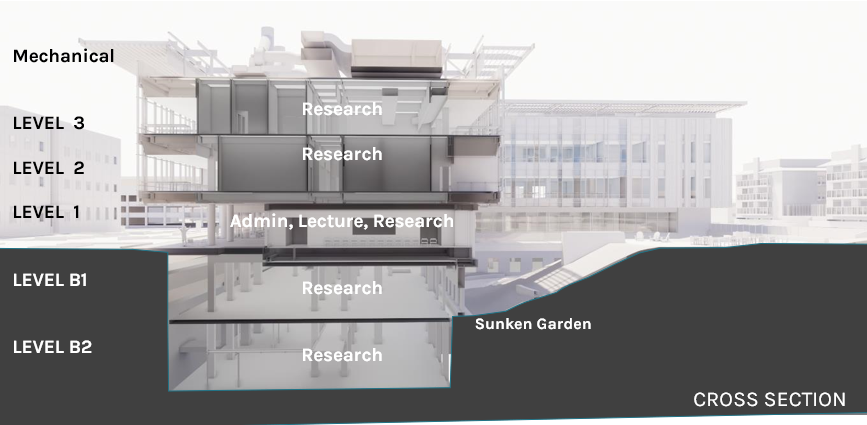 Mechanical
LEVEL 3
Research
LEVEL 2
Research
LEVEL 1
Admin, Lecture, Research
LEVEL B1
Research
Sunken Garden
LEVEL B2
Research
CROSS SECTION